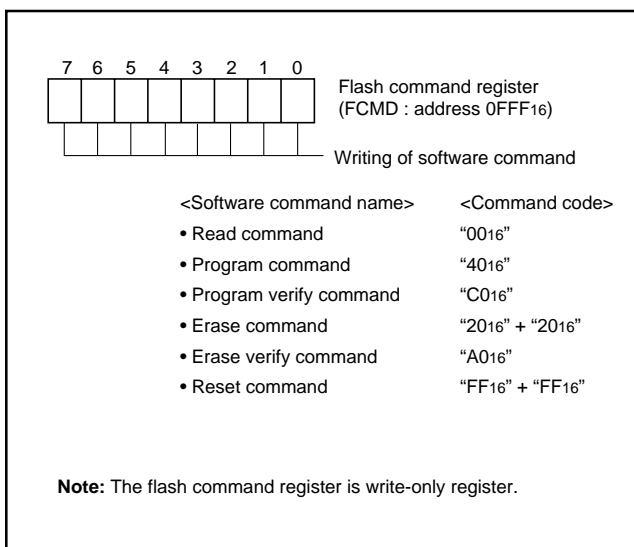 7 6 5 4 3 2 1 0
Flash command register
(FCMD : address 0FFF16)
Writing of software command
<Software command name> <Command code>
• Read command “0016”
• Program command “4016”
• Program verify command “C016”
• Erase command “2016” + “2016”
• Erase verify command “A016”
• Reset command “FF16” + “FF16”
Note: The flash command register is write-only register.